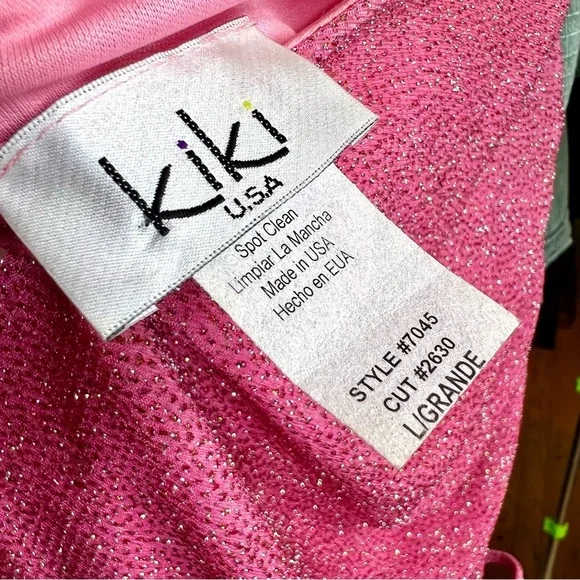 kiki
U.S.A
Spot Clean
Limpiar La Mancha
Made in USA
Hecho en EUA
STYLE #7045
CUT #2630
L/GRANDE